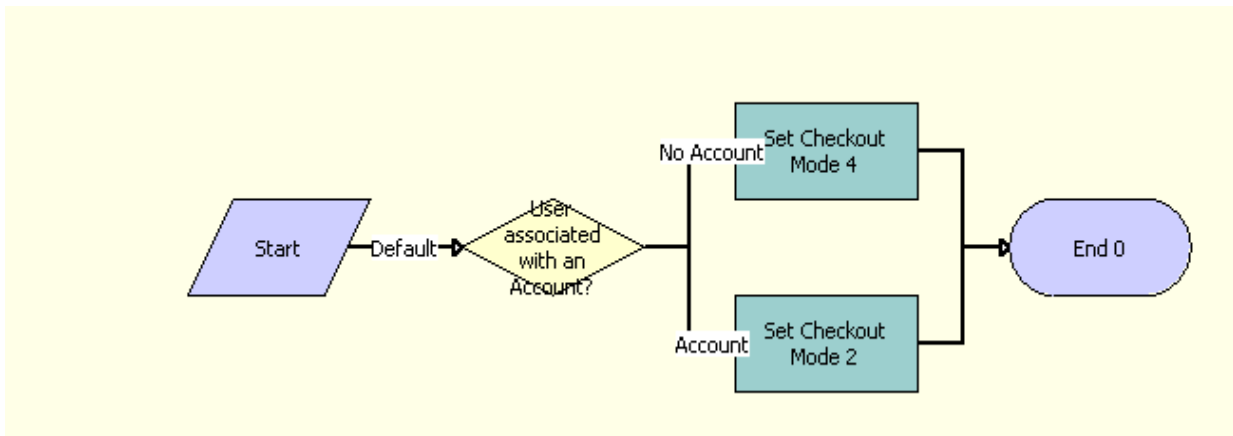 Start
Default
User
associated
with an
Account?
No Account
Set Checkout
Mode 4
Account
Set Checkout
Mode 2
End 0